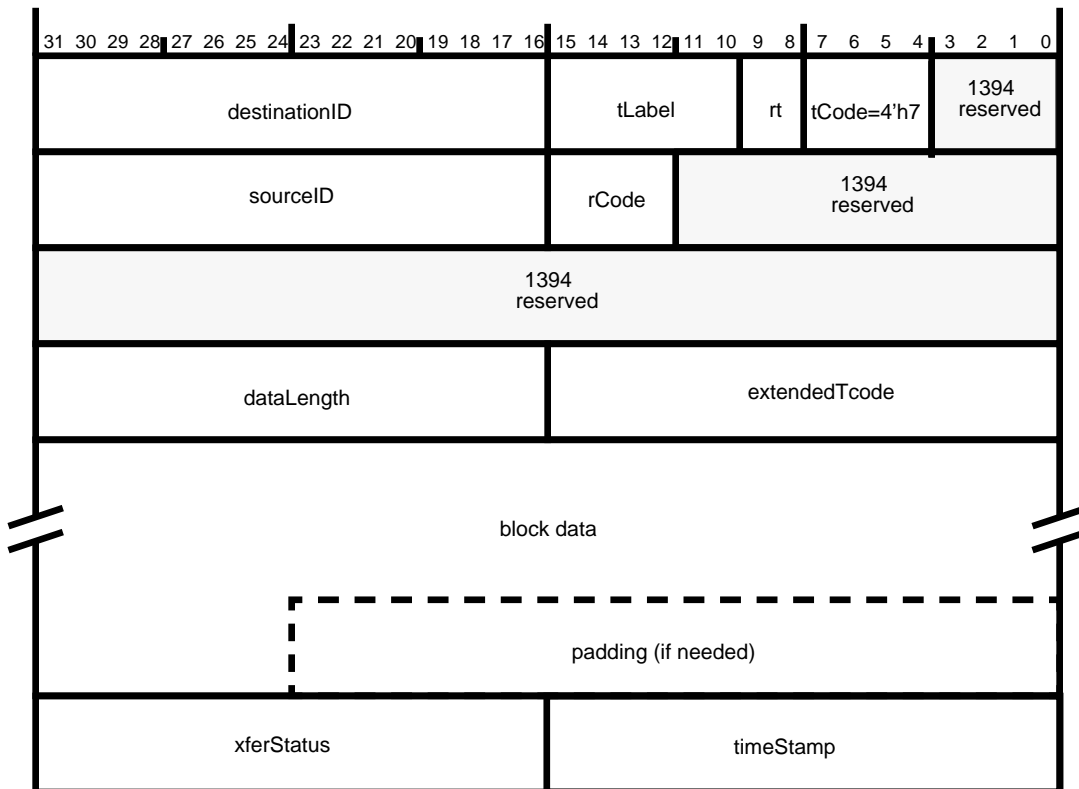 31 30 29 28 27 26 25 24 23 22 21 20 19 18 17 16 15 14 13 12 11 10 9 8 7 6 5 4 3 2 1 0
destinationID tLabel rt tCode=4'h7 1394
reserved
sourceID rCode 1394
reserved
1394
reserved
dataLength extendedTcode
block data
padding (if needed)
xferStatus timeStamp